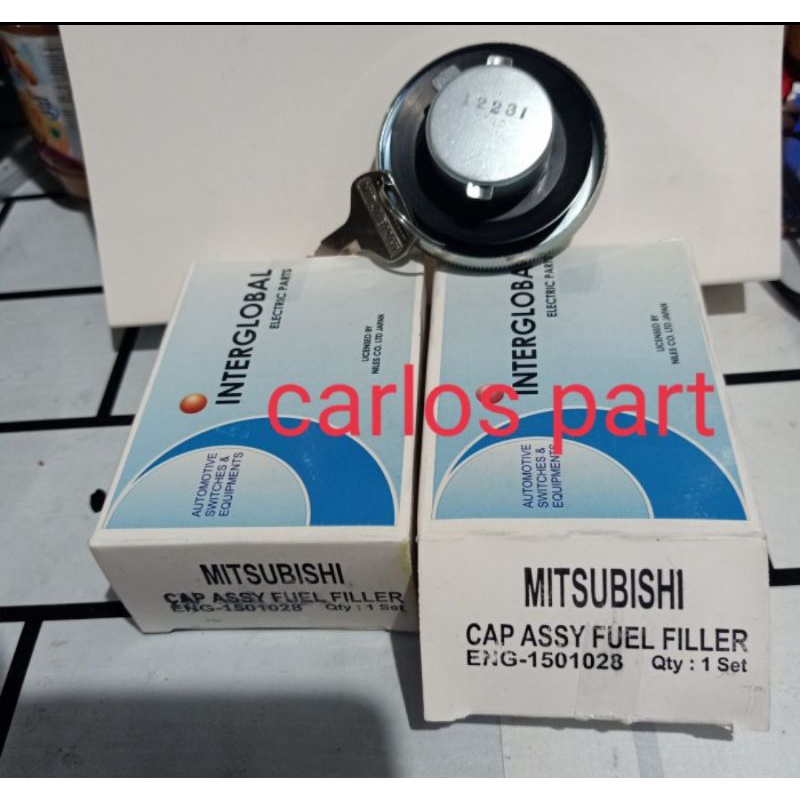 12231
INTERGLOBAL
ELECTRIC PARTS
LICENSED BY
NILES CO. LTD JAPAN
AUTOMOTIVE
SWITCHES &
EQUIPMENTS
MITSUBISHI
CAP ASSY FUEL FILLER
ENG-1501028 Qty : 1 Set
INTERGLOBAL
ELECTRIC PARTS
LICENSED BY
NILES CO. LTD JAPAN
AUTOMOTIVE
SWITCHES &
EQUIPMENTS
MITSUBISHI
CAP ASSY FUEL FILLER
ENG-1501028 Qty : 1 Set
carlos part